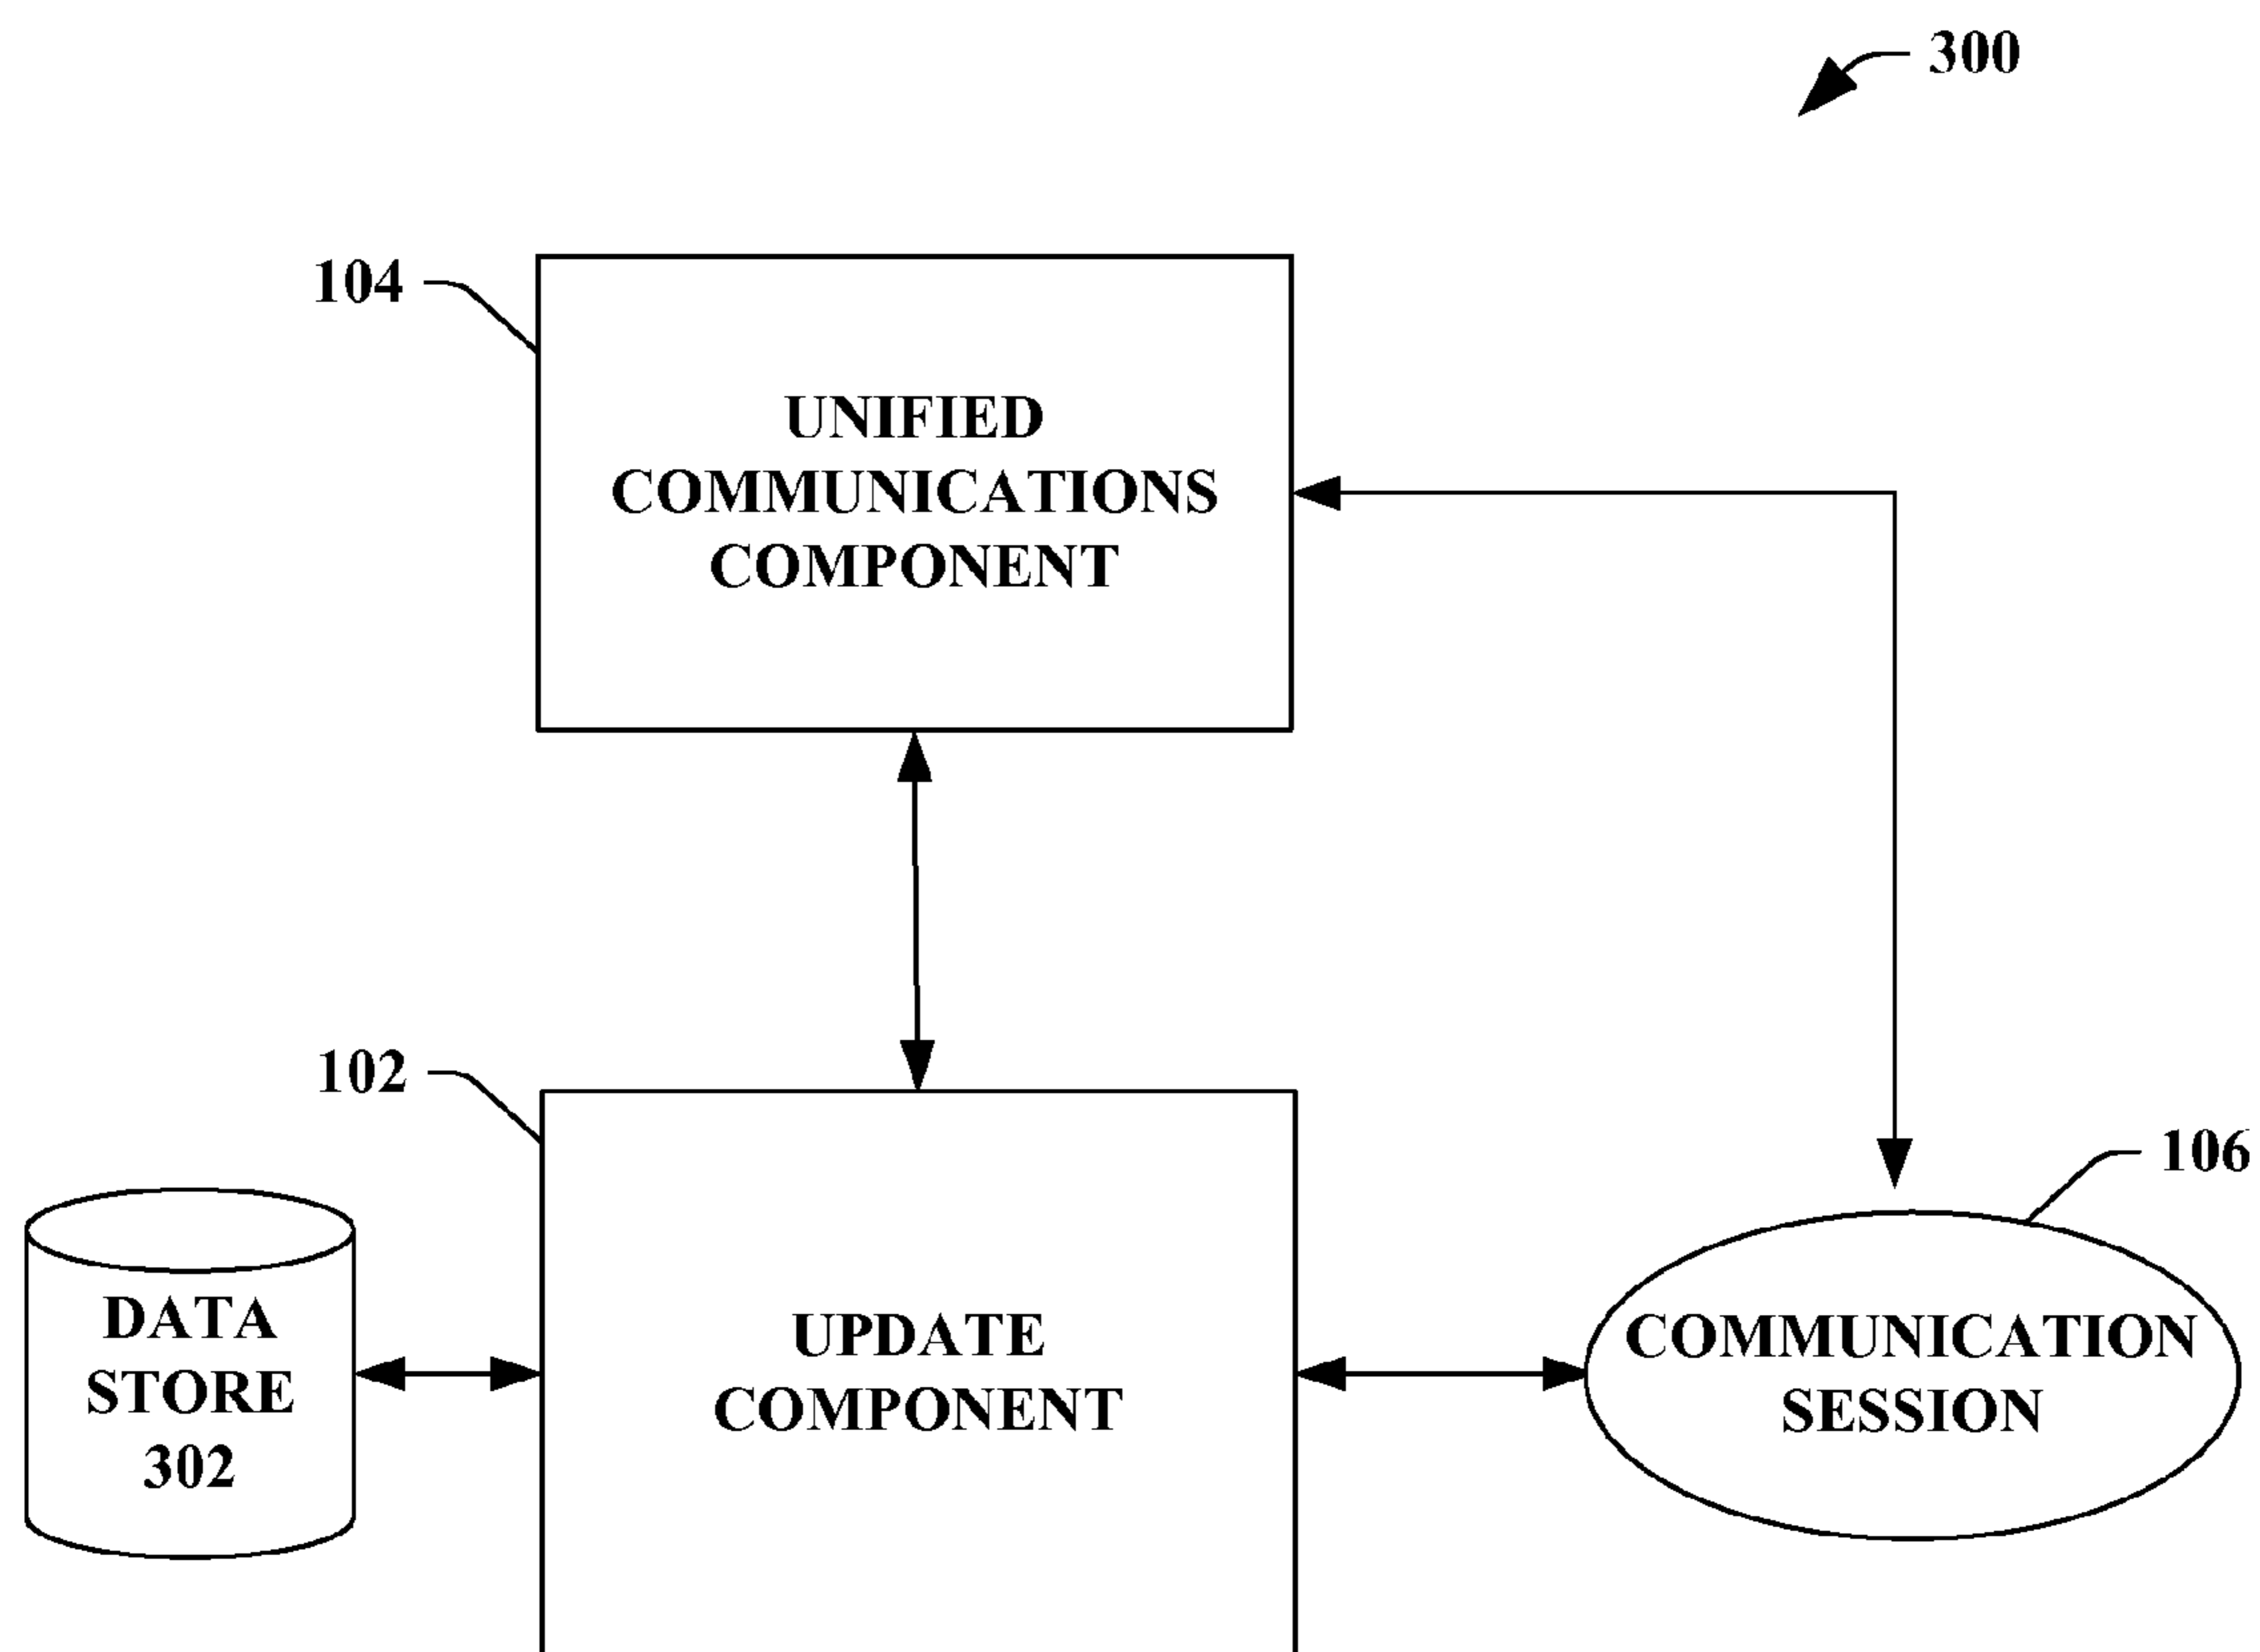 300
104
UNIFIED
COMMUNICATIONS
COMPONENT
102
106
DATA
STORE
302
UPDATE
COMPONENT
COMMUNICATION
SESSION